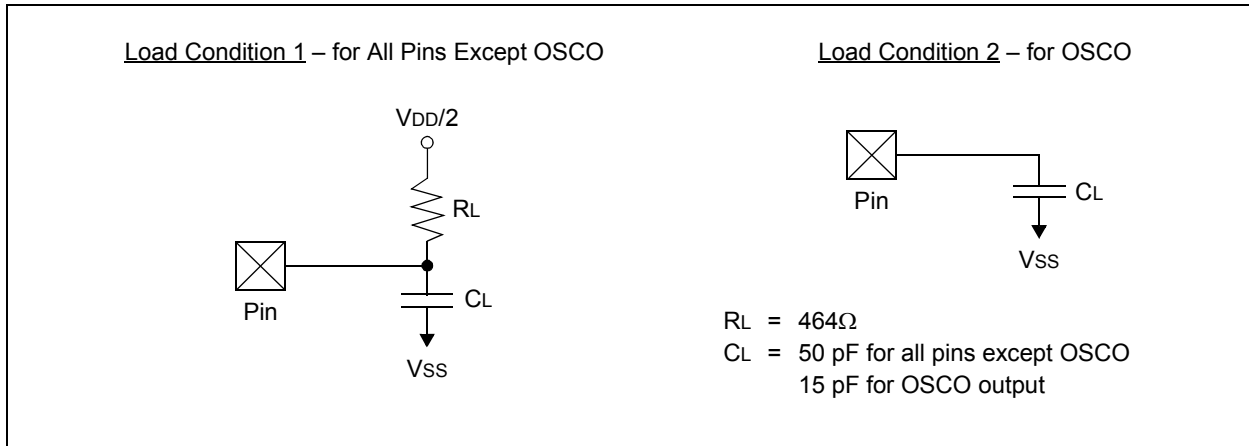 Load Condition 1 – for All Pins Except OSCO
VDD/2
RL
Pin
CL
VSS
Load Condition 2 – for OSCO
Pin
CL
VSS
RL = 464Ω
CL = 50 pF for all pins except OSCO
15 pF for OSCO output